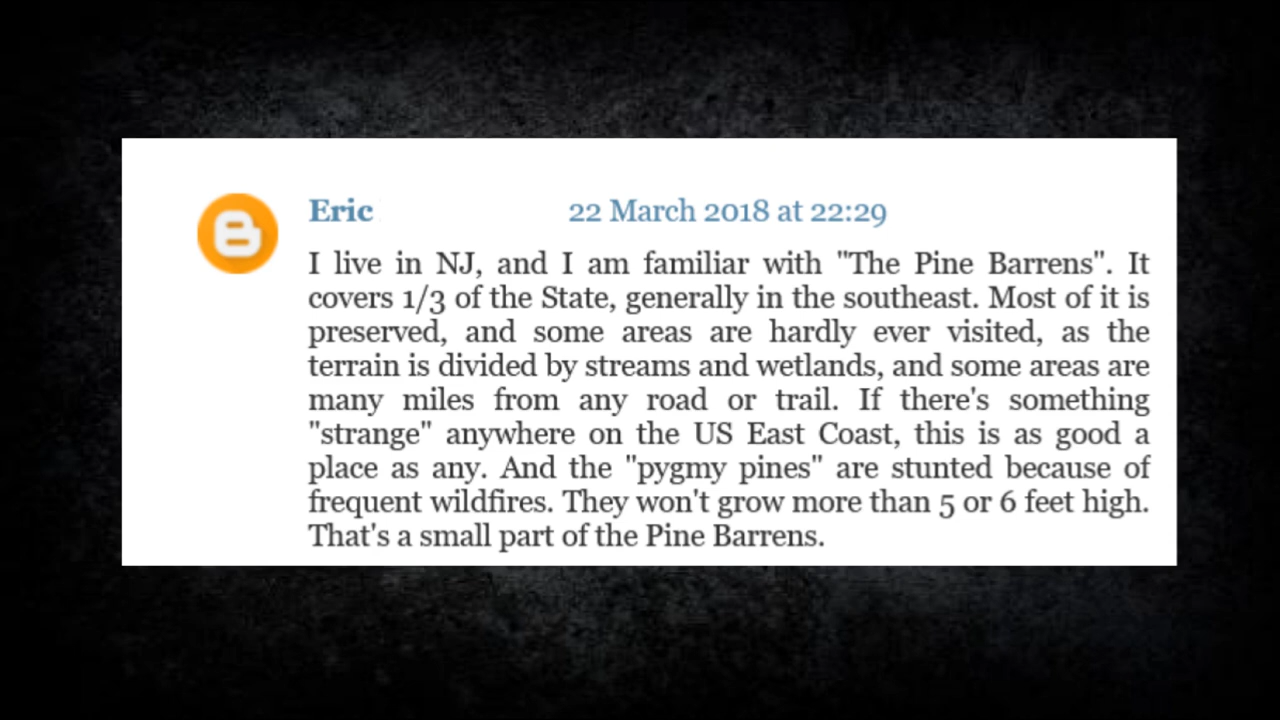 Eric 22 March 2018 at 22:29
I live in NJ, and I am familiar with "The Pine Barrens". It
covers 1/3 of the State, generally in the southeast. Most of it is
preserved, and some areas are hardly ever visited, as the
terrain is divided by streams and wetlands, and some areas are
many miles from any road or trail. If there's something
"strange" anywhere on the US East Coast, this is as good a
place as any. And the "pygmy pines" are stunted because of
frequent wildfires. They won't grow more than 5 or 6 feet high.
That's a small part of the Pine Barrens.